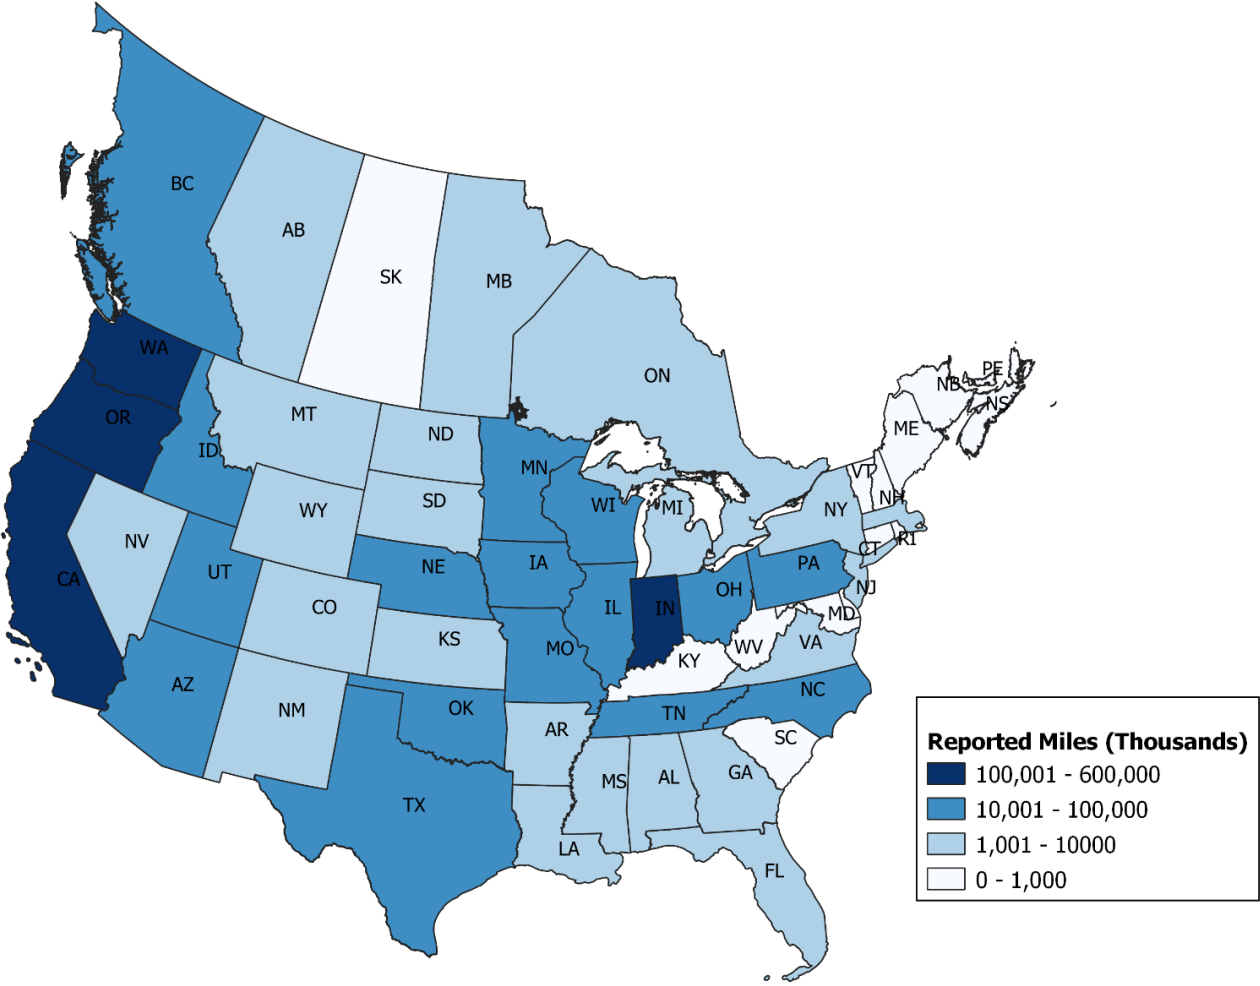 BC
AB
SK
MB
ON
WA
OR
ID
MT
ND
MN
WI
MI
SD
WY
NV
CA
UT
CO
NE
IA
IL
IN
OH
PA
NY
VT
NH
ME
NB
PE
NS
CT
RI
NJ
MD
WV
VA
KY
KS
MO
AZ
NM
OK
AR
TN
NC
SC
MS
AL
GA
TX
LA
FL
Reported Miles (Thousands)
100,001 - 600,000
10,001 - 100,000
1,001 - 10000
0 - 1,000